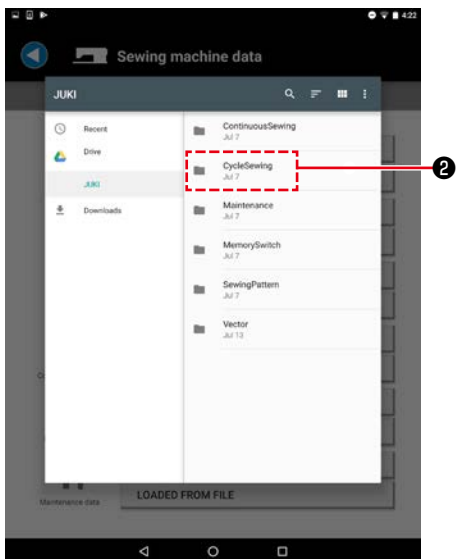 4:22
Sewing machine data
JUKI
Recent
Drive
JUKI
Downloads
ContinuousSewing
Jul 7
CycleSewing
Jul 7
Maintenance
Jul 7
MemorySwitch
Jul 7
SewingPattern
Jul 7
Vector
Jul 13
❷
Maintenance data
LOADED FROM FILE